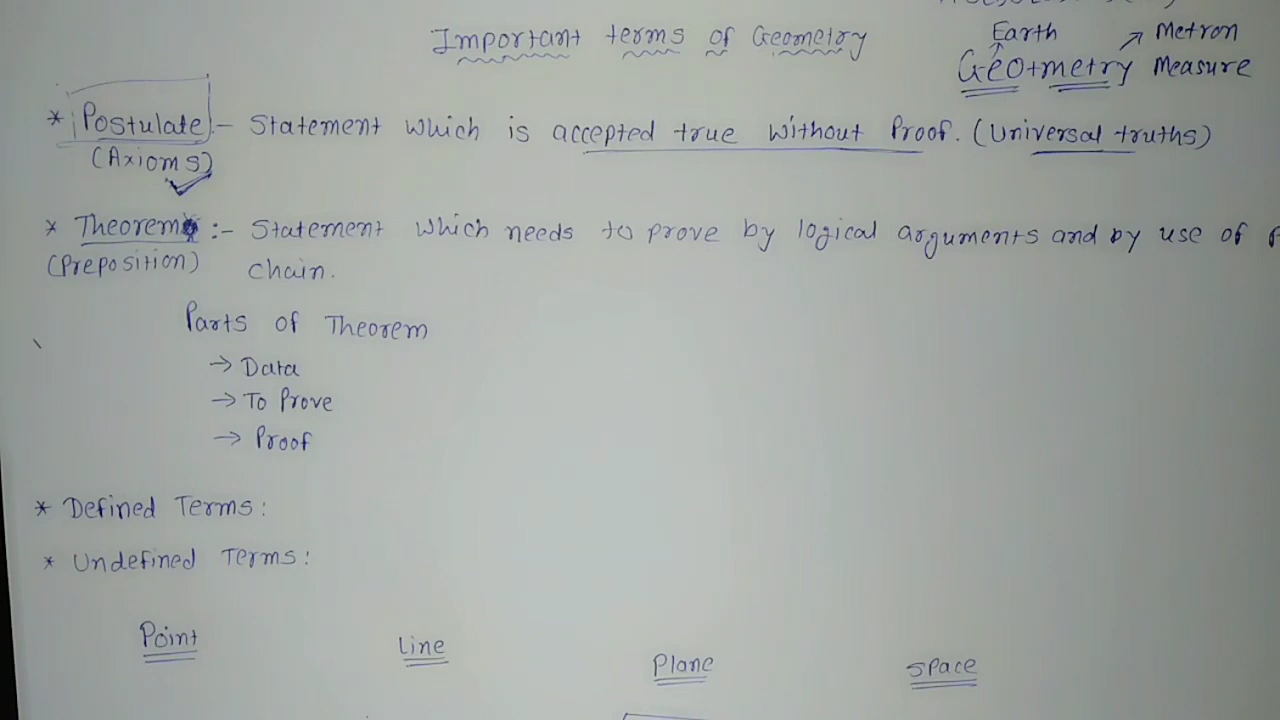 Important terms of Geometry
Earth
Metron
Geo+metry Measure
* Postulate :- Statement which is accepted true without Proof. (Universal truths)
(Axioms)
* Theorem :- Statement which needs to prove by logical arguments and by use of
(Preposition) chain.
Parts of Theorem
→ Data
→ To Prove
→ Proof
* Defined Terms:
* Undefined Terms:
Point Line Plane Space